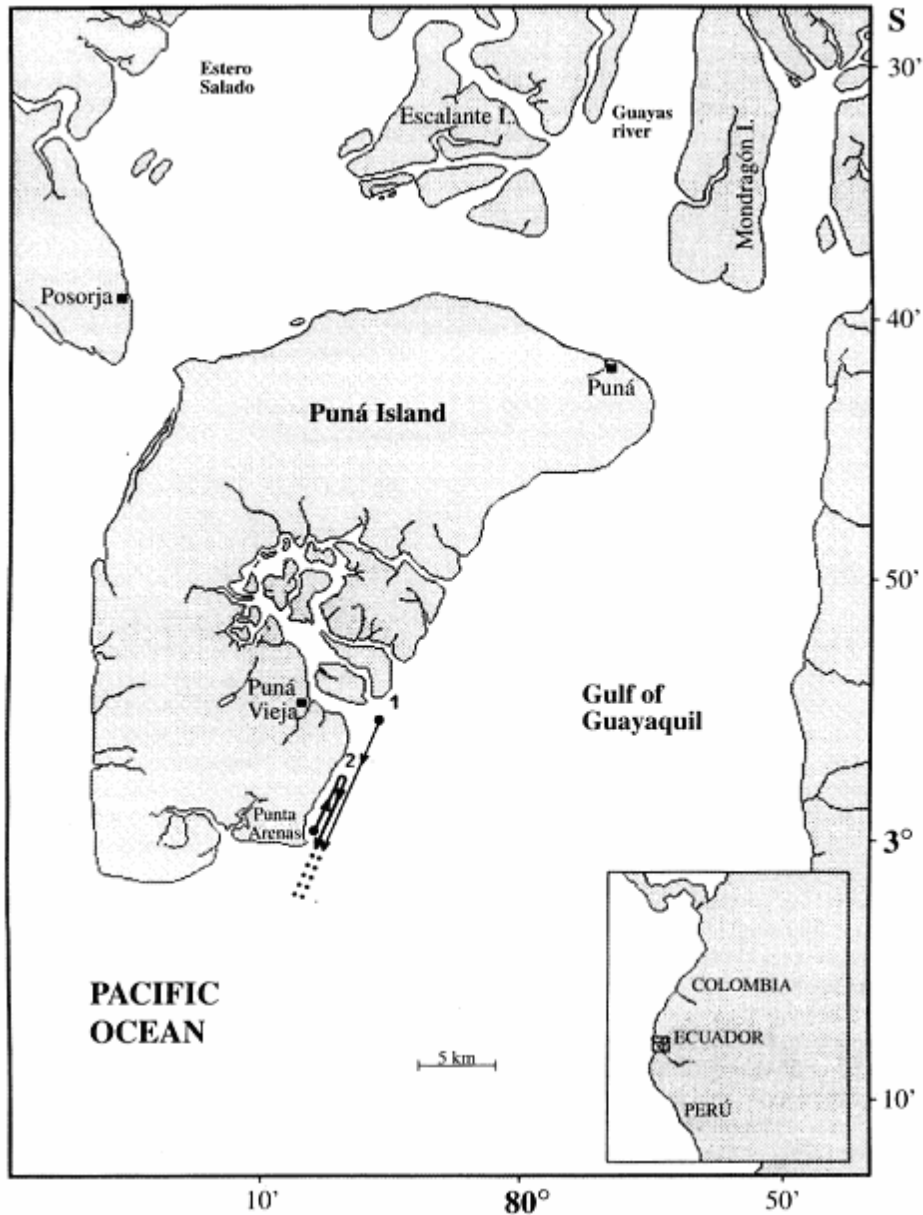 S
30'
Estero
Salado
Escalante I.
Guayas
river
Mondragón I.
Posorja
40'
Puná
Puná Island
50'
Puná
Vieja
1
Gulf of
Guayaquil
2
Punta
Arenas
3°
PACIFIC
OCEAN
COLOMBIA
ECUADOR
PERÚ
5 km
10'
10'
80°
50'